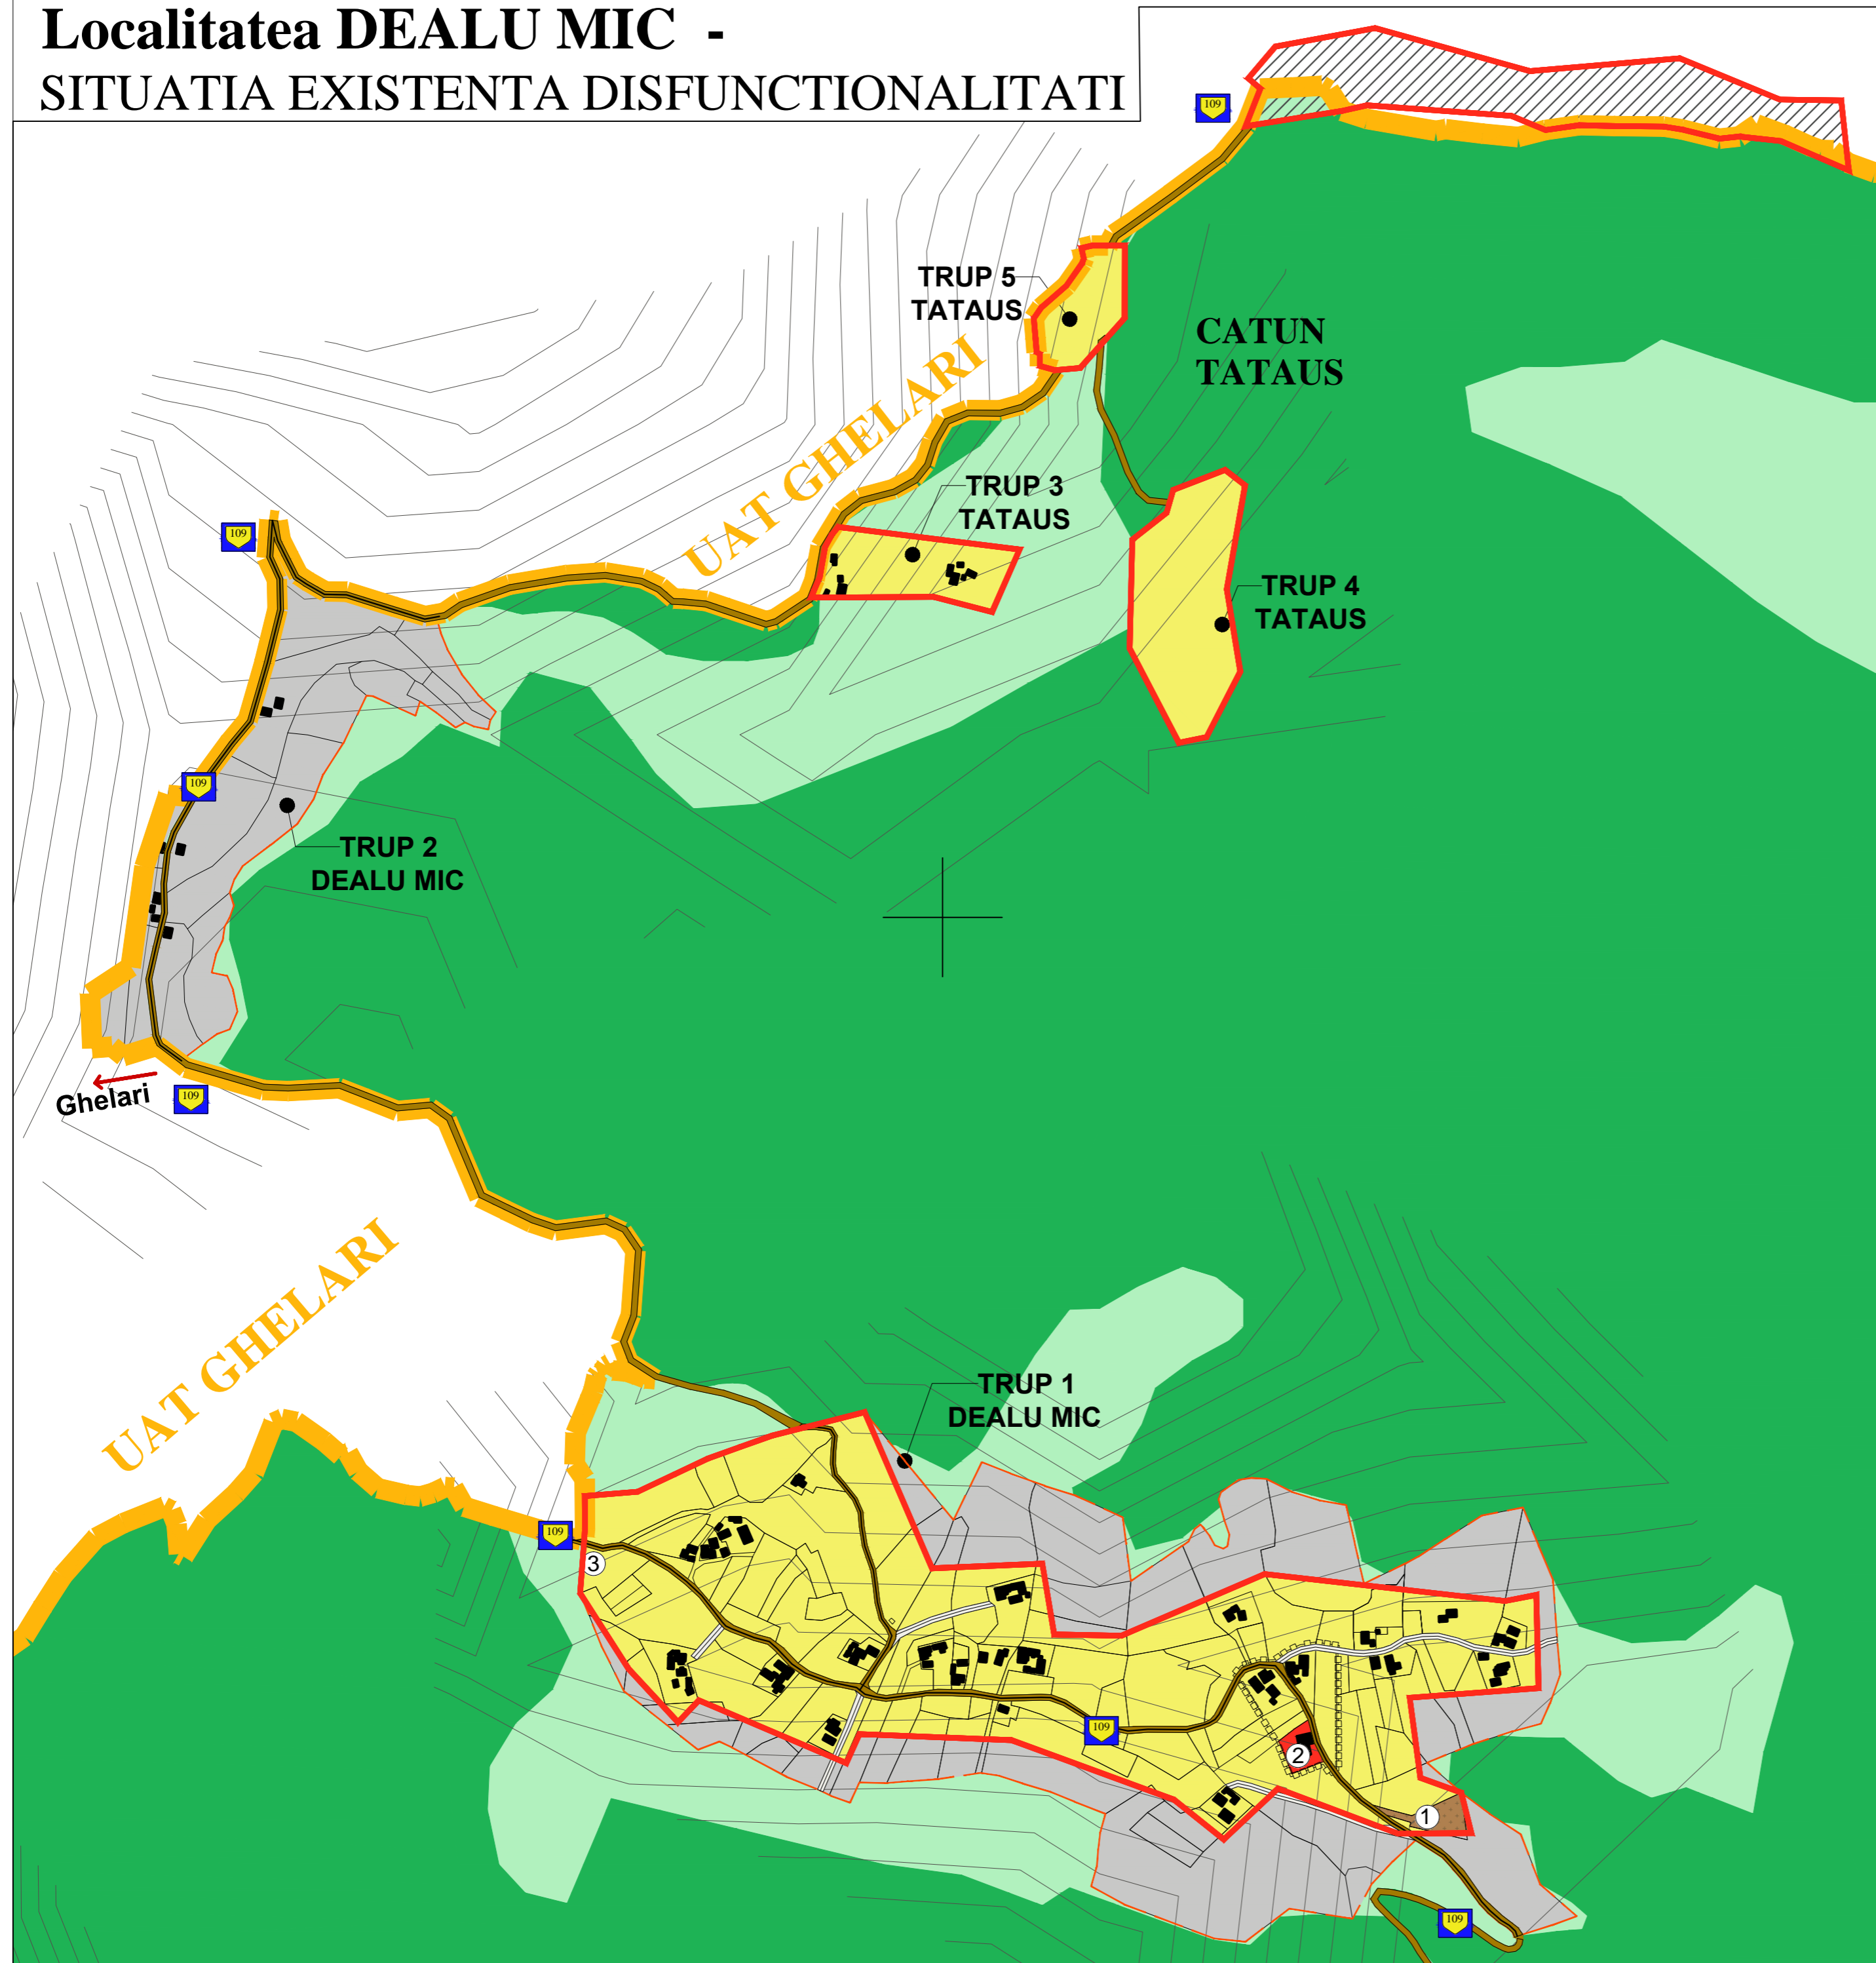 Localitatea DEALU MIC -
SITUATIA EXISTENTA DISFUNCTIONALITATI
109
TRUP 5
TATAUS
CATUN
TATAUS
UAT GHELARI
TRUP 3
TATAUS
109
TRUP 4
TATAUS
109
TRUP 2
DEALU MIC
Ghelari
109
UAT GHELARI
TRUP 1
DEALU MIC
109
3
109
2
1
109